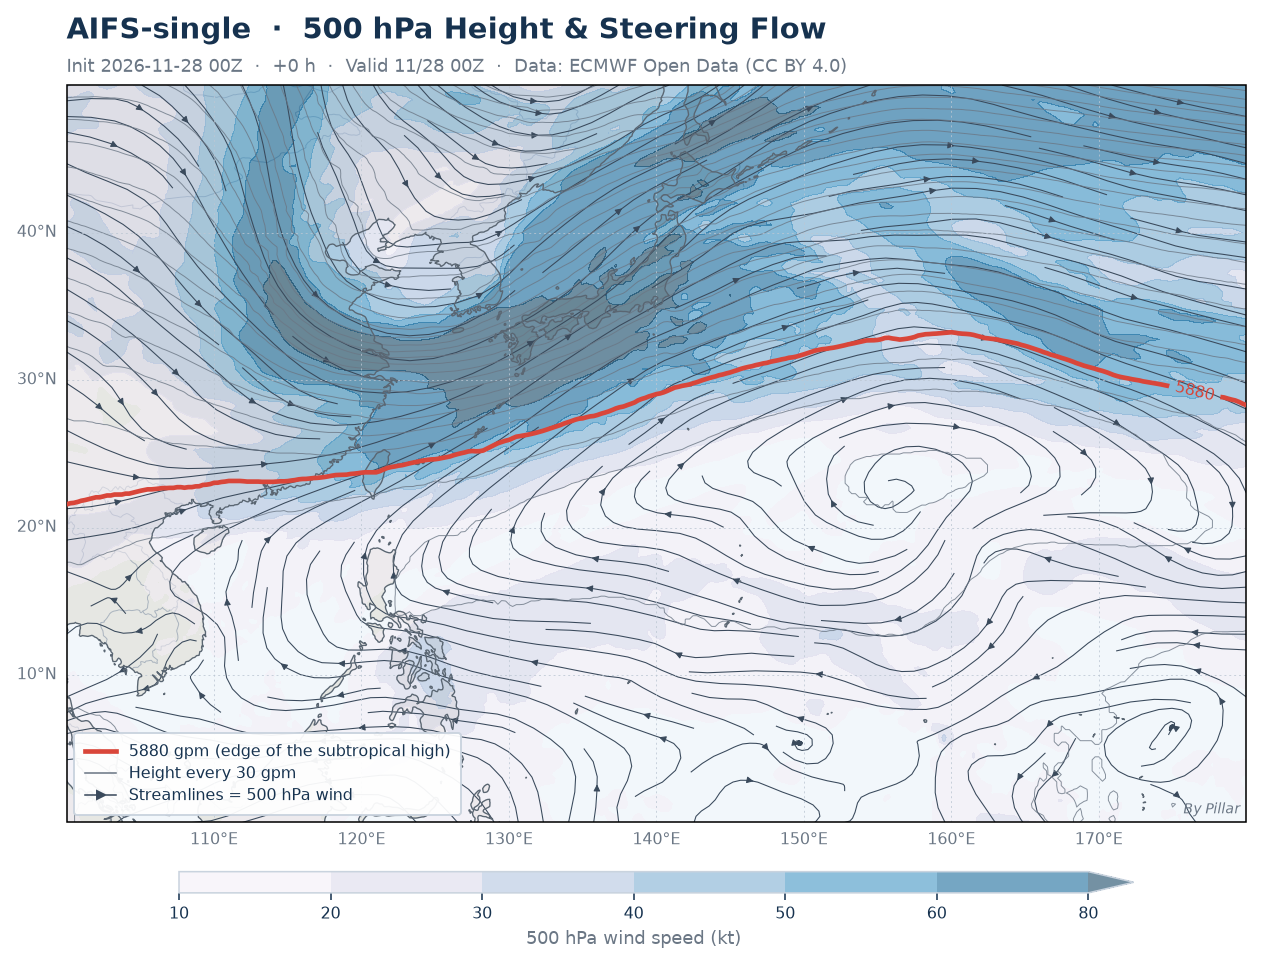 AIFS-single · 500 hPa Height & Steering Flow
Init 2026-11-28 00Z · +0 h · Valid 11/28 00Z · Data: ECMWF Open Data (CC BY 4.0)
40°N
30°N
20°N
10°N
5880
5880 gpm (edge of the subtropical high)
Height every 30 gpm
Streamlines = 500 hPa wind
By Pillar
110°E 120°E 130°E 140°E 150°E 160°E 170°E
10 20 30 40 50 60 80
500 hPa wind speed (kt)